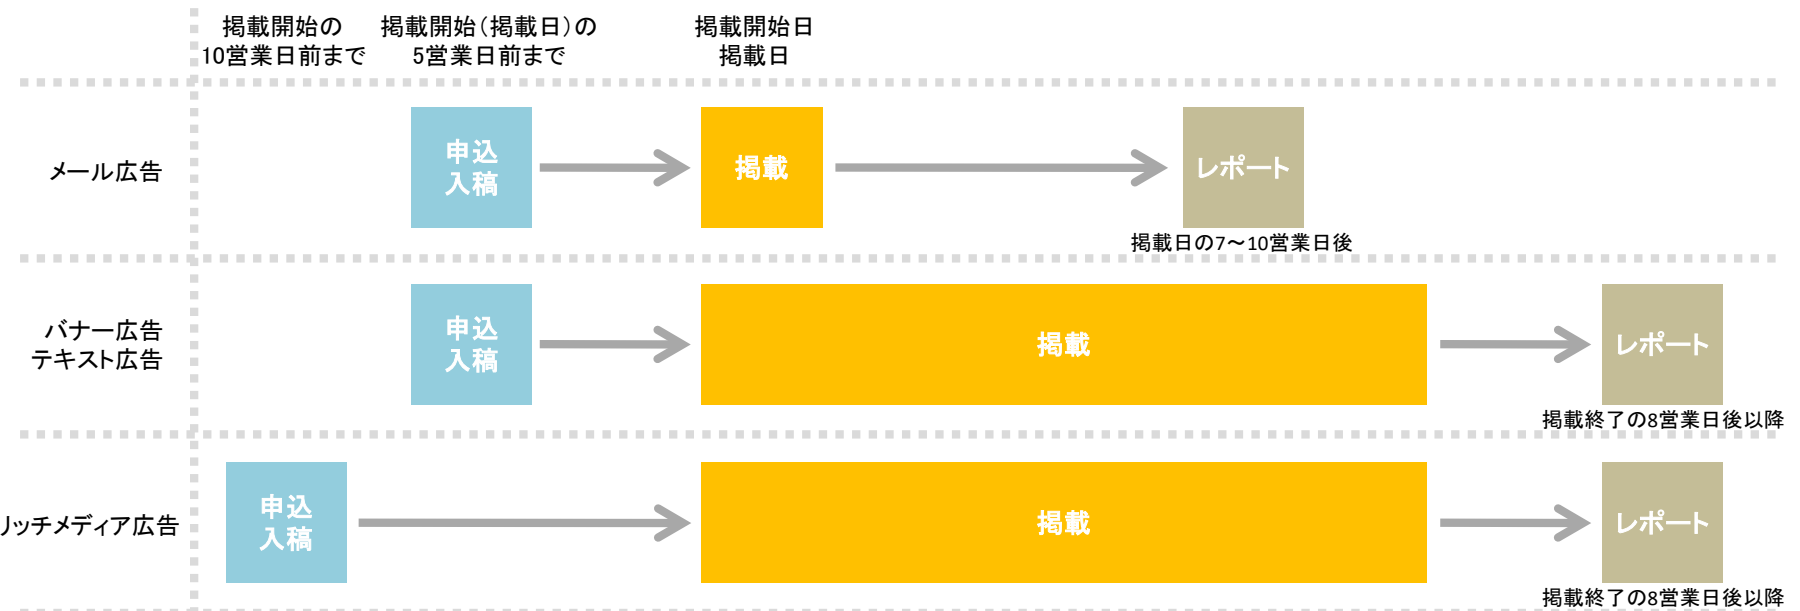 掲載開始の
10営業日前まで
掲載開始（掲載日）の
5営業日前まで
掲載開始日
掲載日
メール広告
申込
入稿
掲載
レポート
掲載日の7～10営業日後
バナー広告
テキスト広告
申込
入稿
掲載
レポート
掲載終了の8営業日後以降
リッチメディア広告
申込
入稿
掲載
レポート
掲載終了の8営業日後以降